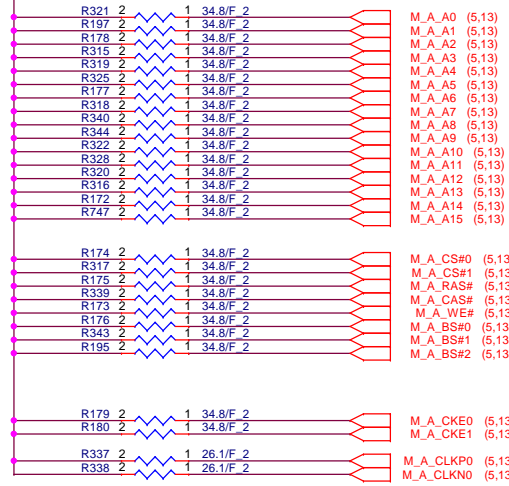 R321 2 1 34.8/F_2 M_A_A0 (5,13)
R197 2 1 34.8/F_2 M_A_A1 (5,13)
R178 2 1 34.8/F_2 M_A_A2 (5,13)
R315 2 1 34.8/F_2 M_A_A3 (5,13)
R319 2 1 34.8/F_2 M_A_A4 (5,13)
R325 2 1 34.8/F_2 M_A_A5 (5,13)
R177 2 1 34.8/F_2 M_A_A6 (5,13)
R318 2 1 34.8/F_2 M_A_A7 (5,13)
R340 2 1 34.8/F_2 M_A_A8 (5,13)
R344 2 1 34.8/F_2 M_A_A9 (5,13)
R322 2 1 34.8/F_2 M_A_A10 (5,13)
R328 2 1 34.8/F_2 M_A_A11 (5,13)
R320 2 1 34.8/F_2 M_A_A12 (5,13)
R316 2 1 34.8/F_2 M_A_A13 (5,13)
R172 2 1 34.8/F_2 M_A_A14 (5,13)
R747 2 1 34.8/F_2 M_A_A15 (5,13)
R174 2 1 34.8/F_2 M_A_CS#0 (5,13
R317 2 1 34.8/F_2 M_A_CS#1 (5,13
R175 2 1 34.8/F_2 M_A_RAS# (5,13
R339 2 1 34.8/F_2 M_A_CAS# (5,13
R173 2 1 34.8/F_2 M_A_WE# (5,13
R176 2 1 34.8/F_2 M_A_BS#0 (5,13
R343 2 1 34.8/F_2 M_A_BS#1 (5,13
R195 2 1 34.8/F_2 M_A_BS#2 (5,13
R179 2 1 34.8/F_2 M_A_CKE0 (5,13
R180 2 1 34.8/F_2 M_A_CKE1 (5,13
R337 2 1 26.1/F_2 M_A_CLKP0 (5,13
R338 2 1 26.1/F_2 M_A_CLKN0 (5,13